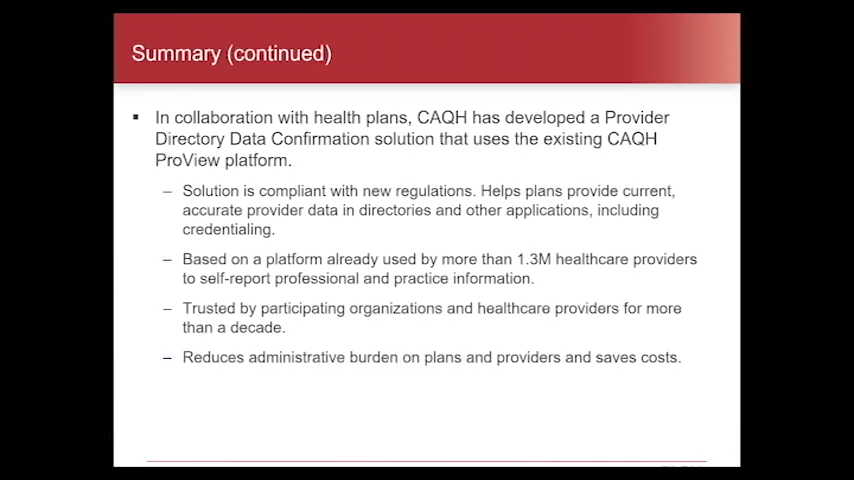 Summary (continued)
▪ In collaboration with health plans, CAQH has developed a Provider
Directory Data Confirmation solution that uses the existing CAQH
ProView platform.
– Solution is compliant with new regulations. Helps plans provide current,
accurate provider data in directories and other applications, including
credentialing.
– Based on a platform already used by more than 1.3M healthcare providers
to self-report professional and practice information.
– Trusted by participating organizations and healthcare providers for more
than a decade.
– Reduces administrative burden on plans and providers and saves costs.